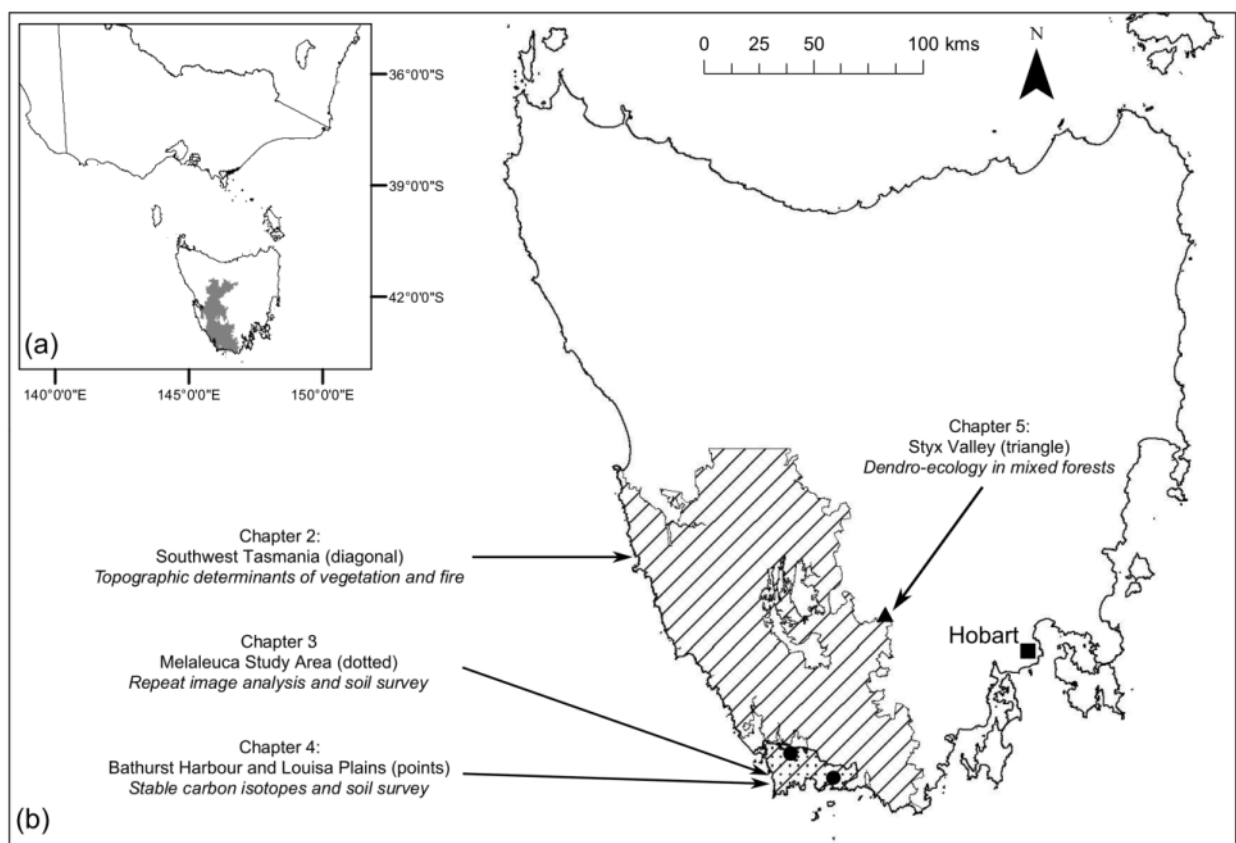 36°0'0"S
39°0'0"S
42°0'0"S
(a)
140°0'0"E 145°0'0"E 150°0'0"E
0 25 50 100 kms
N
Chapter 5:
Styx Valley (triangle)
Dendro-ecology in mixed forests
Chapter 2:
Southwest Tasmania (diagonal)
Topographic determinants of vegetation and fire
Hobart
Chapter 3
Melaleuca Study Area (dotted)
Repeat image analysis and soil survey
Chapter 4:
Bathurst Harbour and Louisa Plains (points)
Stable carbon isotopes and soil survey
(b)